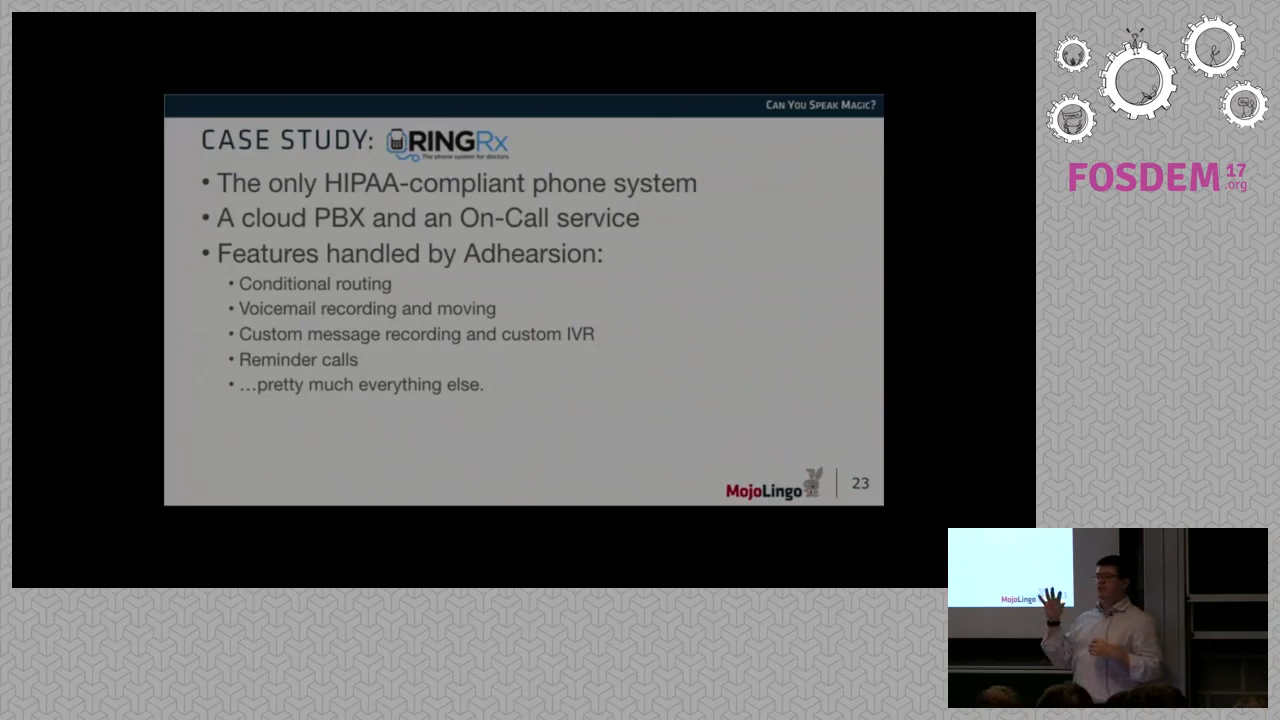 CAN YOU SPEAK MAGIC?
CASE STUDY: RINGRx
The phone system for doctors
• The only HIPAA-compliant phone system
• A cloud PBX and an On-Call service
• Features handled by Adhearsion:
• Conditional routing
• Voicemail recording and moving
• Custom message recording and custom IVR
• Reminder calls
• …pretty much everything else.
MojoLingo
23
FOSDEM 17
.org
MojoLingo